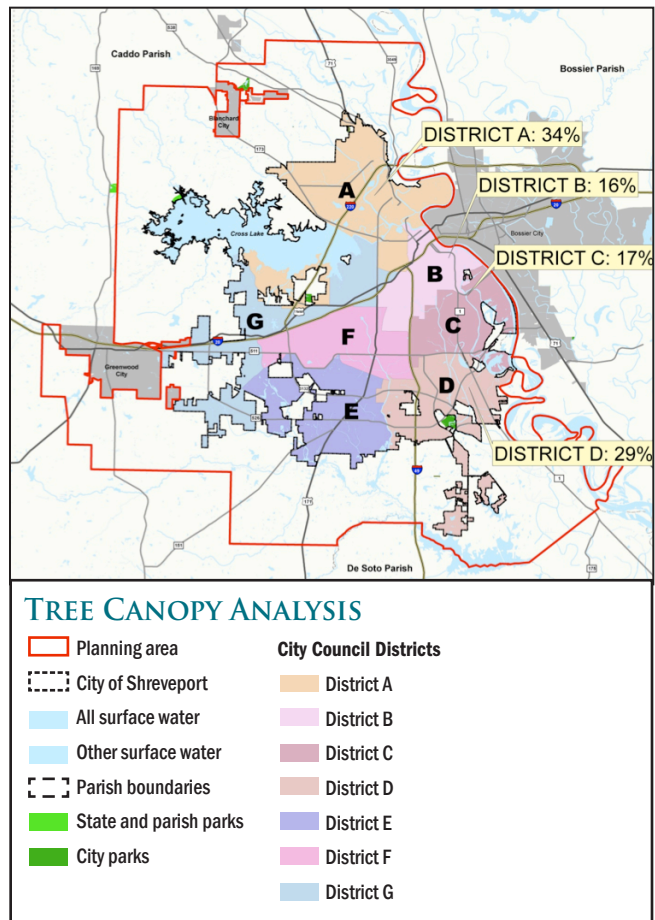 Caddo Parish
Bossier Parish
Blanchard City
DISTRICT A: 34%
A
DISTRICT B: 16%
Cross Lake
Bossier City
B
DISTRICT C: 17%
G
F
C
Greenwood City
D
E
DISTRICT D: 29%
De Soto Parish
TREE CANOPY ANALYSIS
Planning area
City of Shreveport
All surface water
Other surface water
Parish boundaries
State and parish parks
City parks
City Council Districts
District A
District B
District C
District D
District E
District F
District G